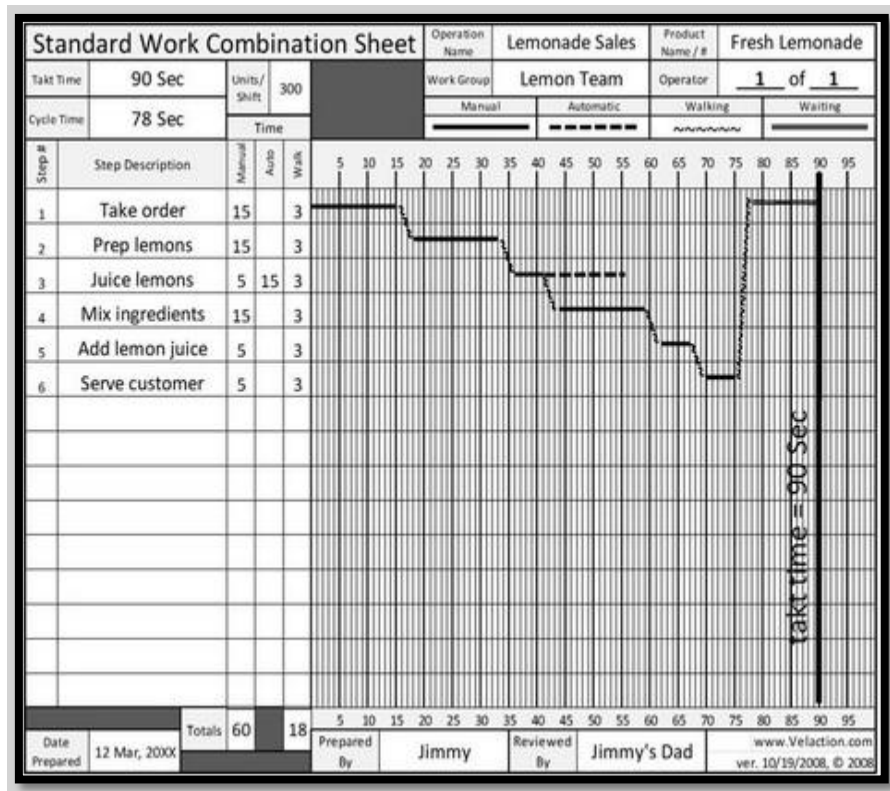 Standard Work Combination Sheet
Operation Name
Lemonade Sales
Product Name / #
Fresh Lemonade
Takt Time
90 Sec
Units/ Shift
300
Work Group
Lemon Team
Operator
1 of 1
Cycle Time
78 Sec
Time
Manual
Automatic
Walking
Waiting
Step #
Step Description
Manual
Auto
Walk
5 10 15 20 25 30 35 40 45 50 55 60 65 70 75 80 85 90 95
1 Take order 15 3
2 Prep lemons 15 3
3 Juice lemons 5 15 3
4 Mix ingredients 15 3
5 Add lemon juice 5 3
6 Serve customer 5 3
takt time = 90 Sec
Totals 60 18
5 10 15 20 25 30 35 40 45 50 55 60 65 70 75 80 85 90 95
Date Prepared
12 Mar, 20XX
Prepared By
Jimmy
Reviewed By
Jimmy's Dad
www.Velaction.com
ver. 10/19/2008, © 2008